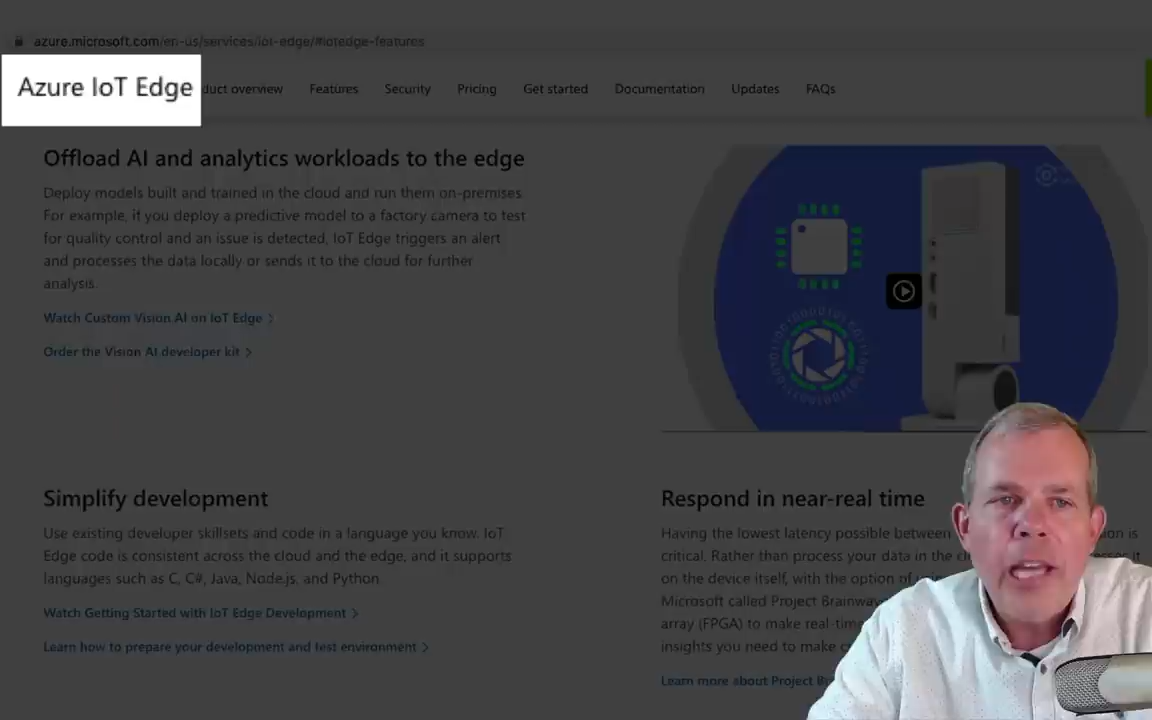 azure.microsoft.com/en-us/services/iot-edge/#iotedge-features
Azure IoT Edge
duct overview Features Security Pricing Get started Documentation Updates FAQs
Offload AI and analytics workloads to the edge
Deploy models built and trained in the cloud and run them on-premises.
For example, if you deploy a predictive model to a factory camera to test
for quality control and an issue is detected, IoT Edge triggers an alert
and processes the data locally or sends it to the cloud for further
analysis.
Watch Custom Vision AI on IoT Edge
Order the Vision AI developer kit
Simplify development
Use existing developer skillsets and code in a language you know. IoT
Edge code is consistent across the cloud and the edge, and it supports
languages such as C, C#, Java, Node.js, and Python.
Watch Getting Started with IoT Edge Development
Learn how to prepare your development and test environment
Respond in near-real time
Having the lowest latency possible between is
critical. Rather than process your data in the it
on the device itself, with the option of
Microsoft called Project Brainwave
array (FPGA) to make real-time
insights you need to make
Learn more about Project